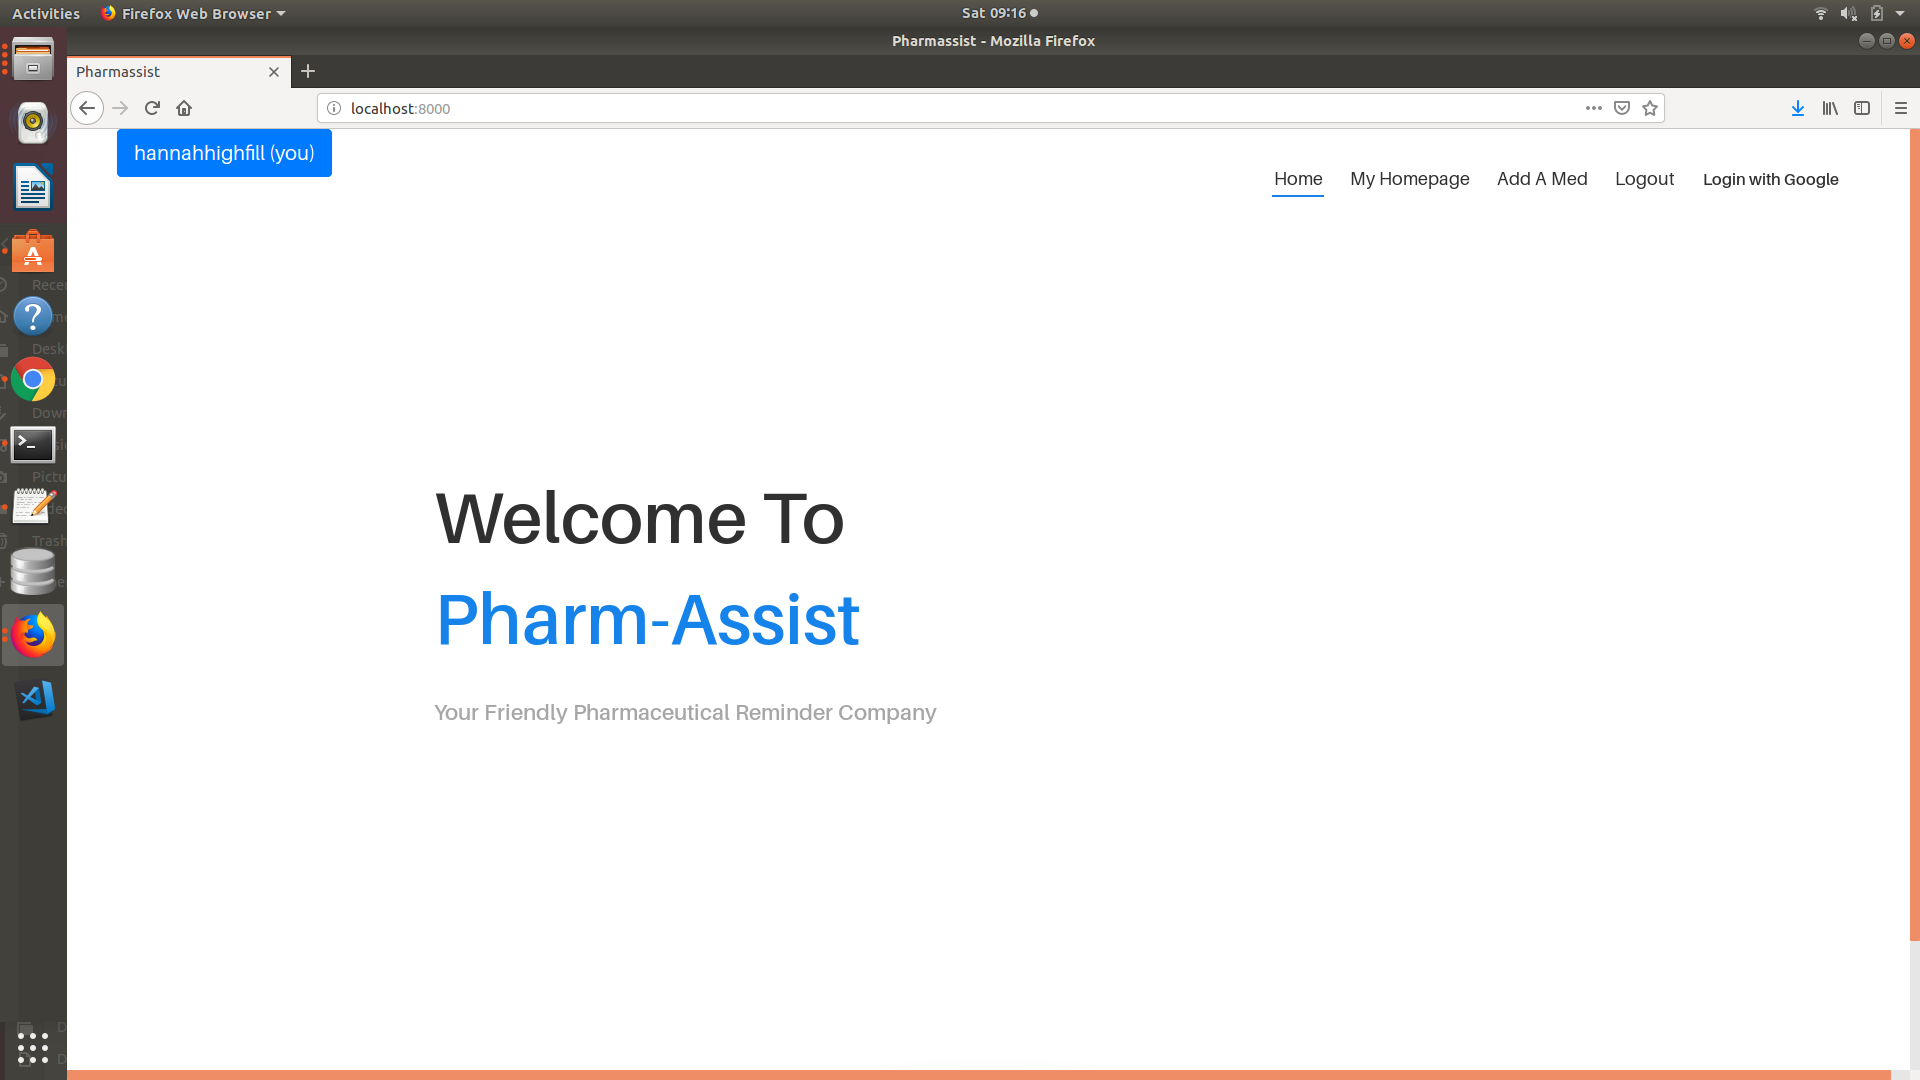 Activities
Firefox Web Browser
Sat 09:16
Pharmassist - Mozilla Firefox
Pharmassist
localhost:8000
hannahhighfill (you)
Home My Homepage Add A Med Logout Login with Google
Welcome To
Pharm-Assist
Your Friendly Pharmaceutical Reminder Company